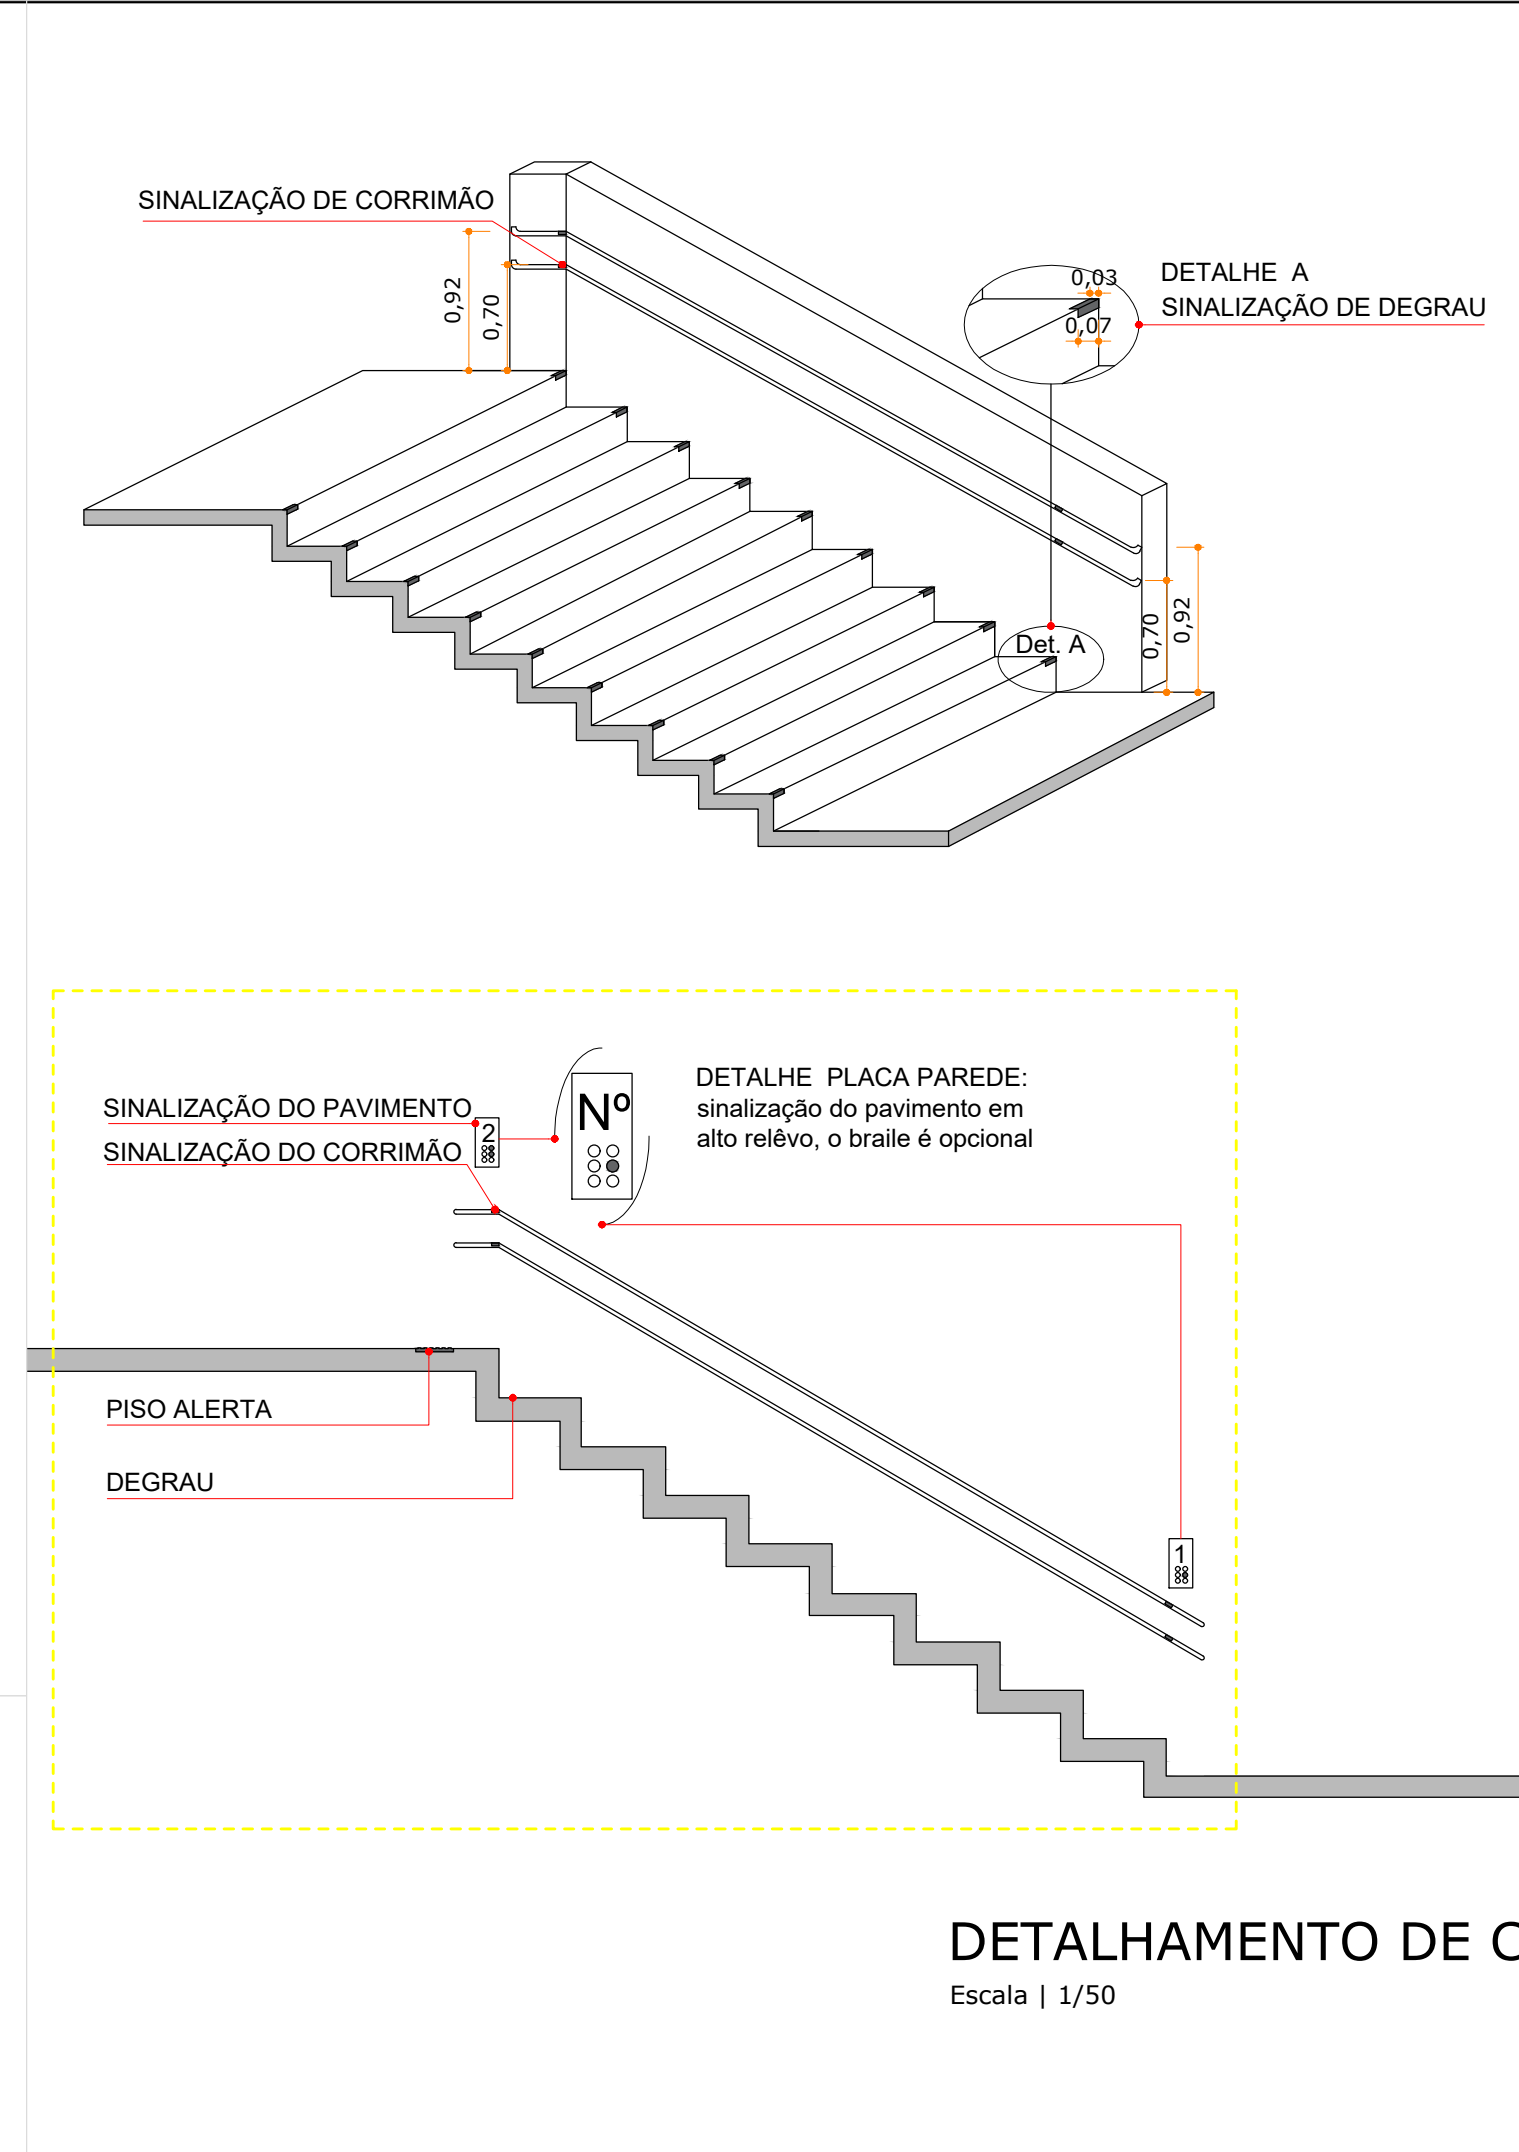 SINALIZAÇÃO DE CORRIMÃO
0,92
0,70
0,03
0,07
DETALHE A
SINALIZAÇÃO DE DEGRAU
Det. A
0,70
0,92
SINALIZAÇÃO DO PAVIMENTO
SINALIZAÇÃO DO CORRIMÃO
2
Nº
DETALHE PLACA PAREDE:
sinalização do pavimento em
alto relêvo, o braile é opcional
PISO ALERTA
DEGRAU
1
DETALHAMENTO DE
Escala | 1/50